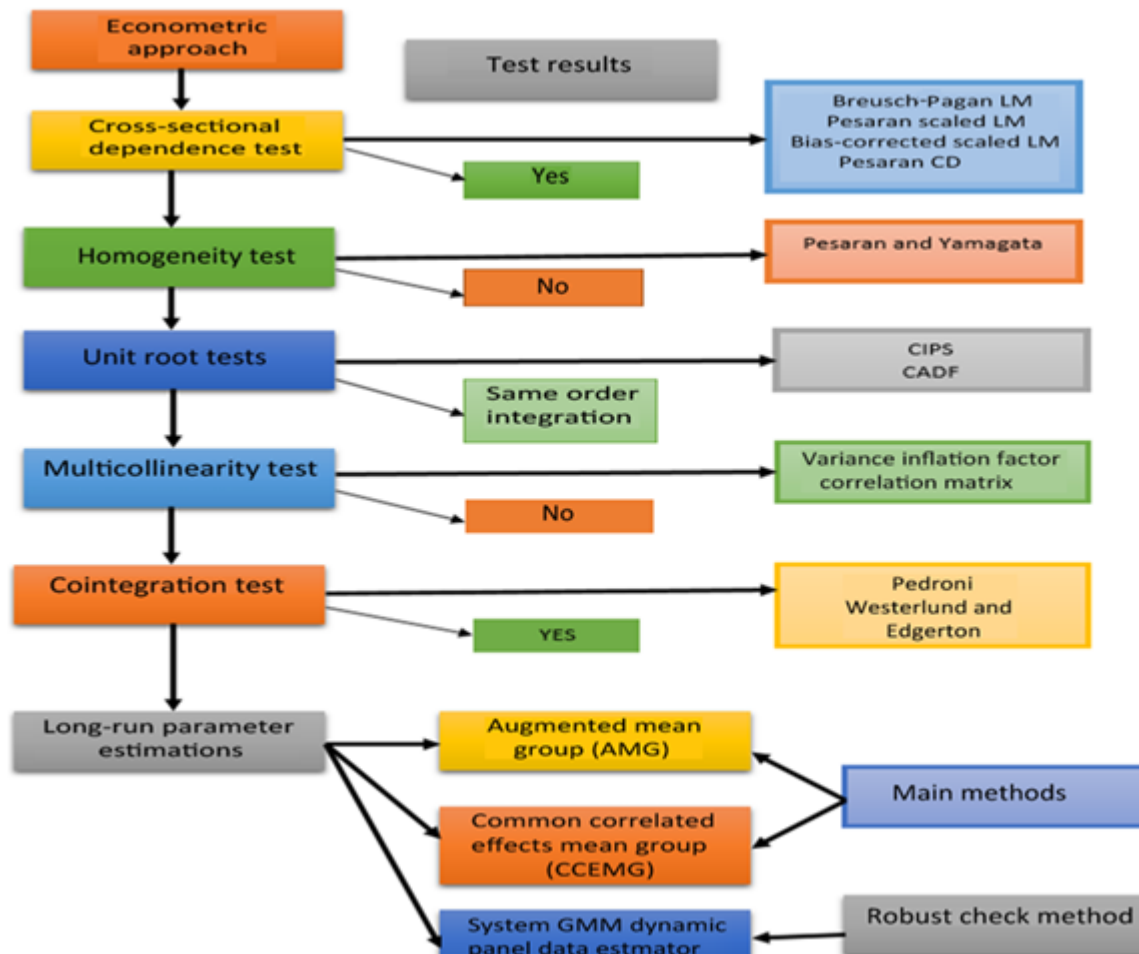 Econometric
approach
Test results
Cross-sectional
dependence test
Breusch-Pagan LM
Pesaran scaled LM
Bias-corrected scaled LM
Pesaran CD
Yes
Homogeneity test
Pesaran and Yamagata
No
Unit root tests
CIPS
CADF
Same order
integration
Multicollinearity test
Variance inflation factor
correlation matrix
No
Cointegration test
Pedroni
Westerlund and
Edgerton
YES
Long-run parameter
estimations
Augmented mean
group (AMG)
Main methods
Common correlated
effects mean group
(CCEMG)
System GMM dynamic
panel data estmator
Robust check method